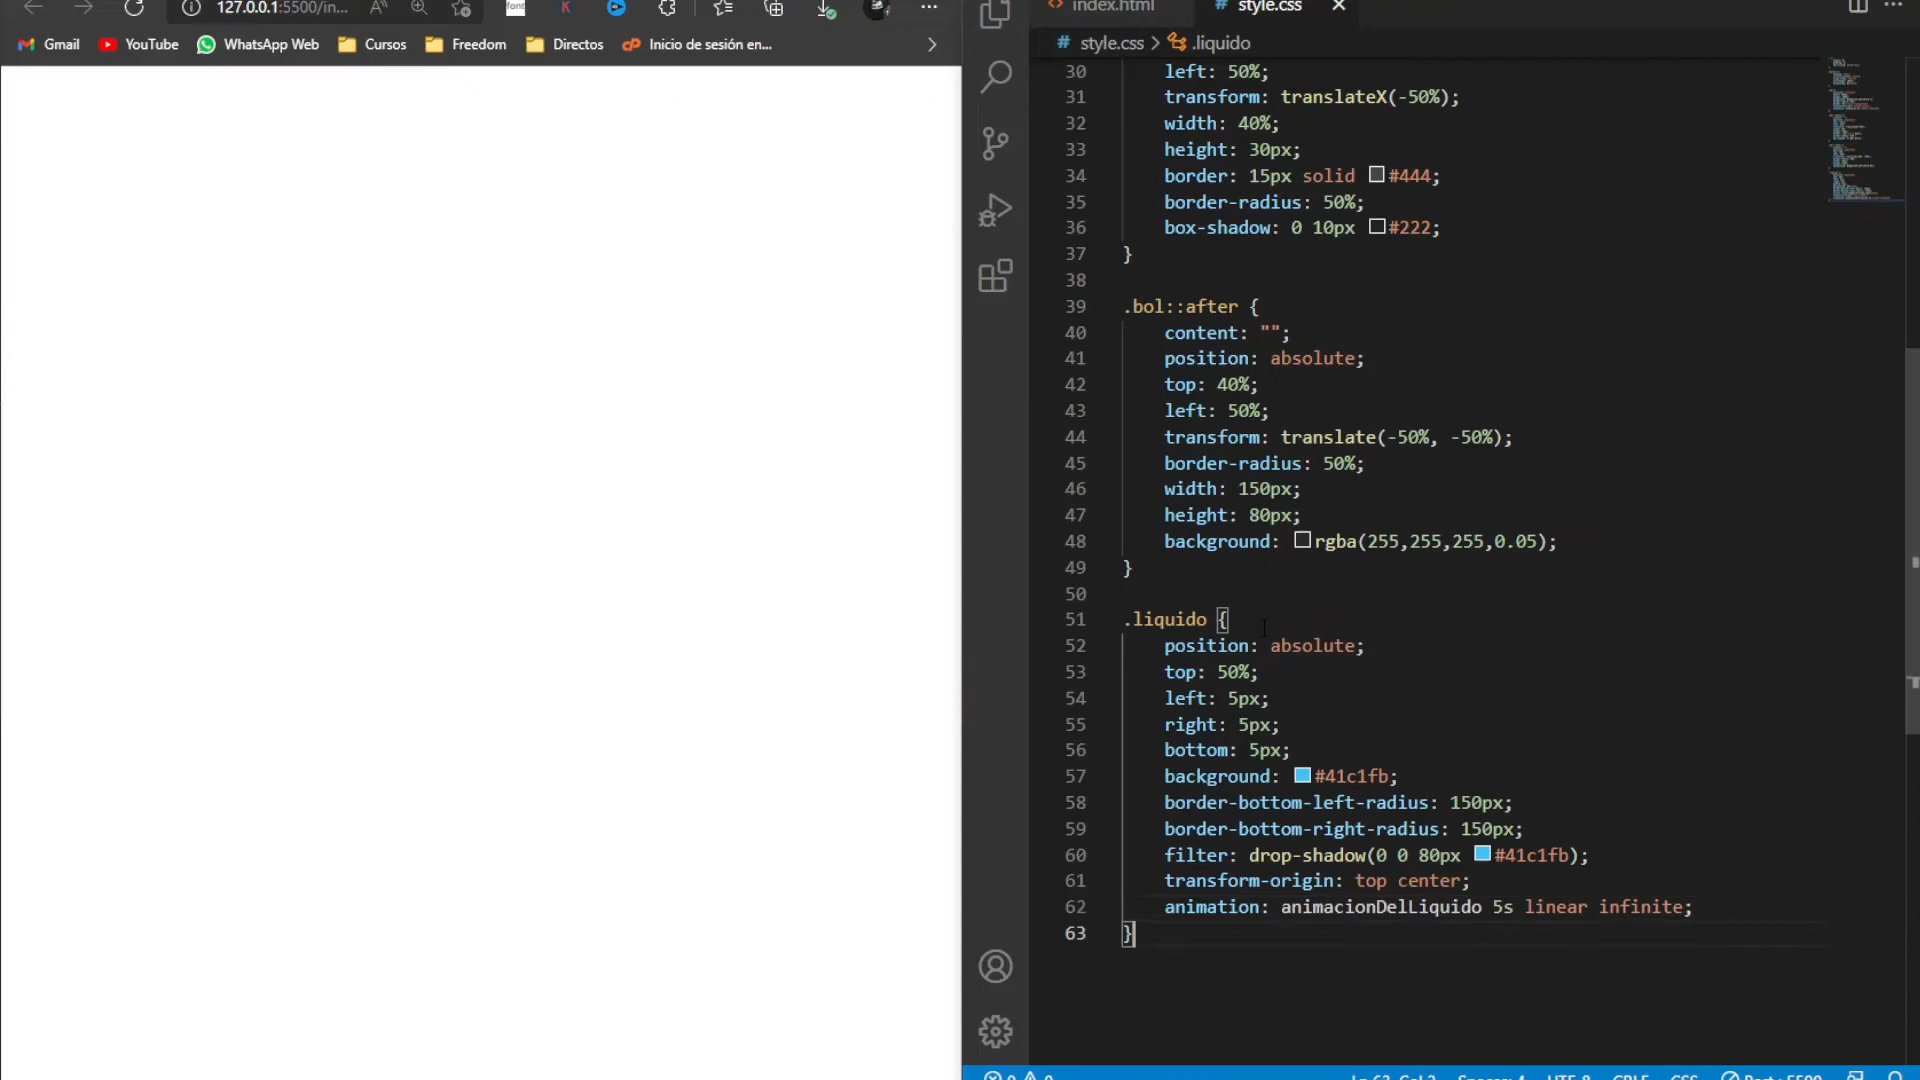 127.0.0.1:5500/in...
Gmail
YouTube
WhatsApp Web
Cursos
Freedom
Directos
Inicio de sesión en...
index.html
# style.css
# style.css > .liquido
30 left: 50%;
31 transform: translateX(-50%);
32 width: 40%;
33 height: 30px;
34 border: 15px solid #444;
35 border-radius: 50%;
36 box-shadow: 0 10px #222;
37 }
38
39 .bol::after {
40 content: "";
41 position: absolute;
42 top: 40%;
43 left: 50%;
44 transform: translate(-50%, -50%);
45 border-radius: 50%;
46 width: 150px;
47 height: 80px;
48 background: rgba(255,255,255,0.05);
49 }
50
51 .liquido {
52 position: absolute;
53 top: 50%;
54 left: 5px;
55 right: 5px;
56 bottom: 5px;
57 background: #41c1fb;
58 border-bottom-left-radius: 150px;
59 border-bottom-right-radius: 150px;
60 filter: drop-shadow(0 0 80px #41c1fb);
61 transform-origin: top center;
62 animation: animacionDelLiquido 5s linear infinite;
63 }